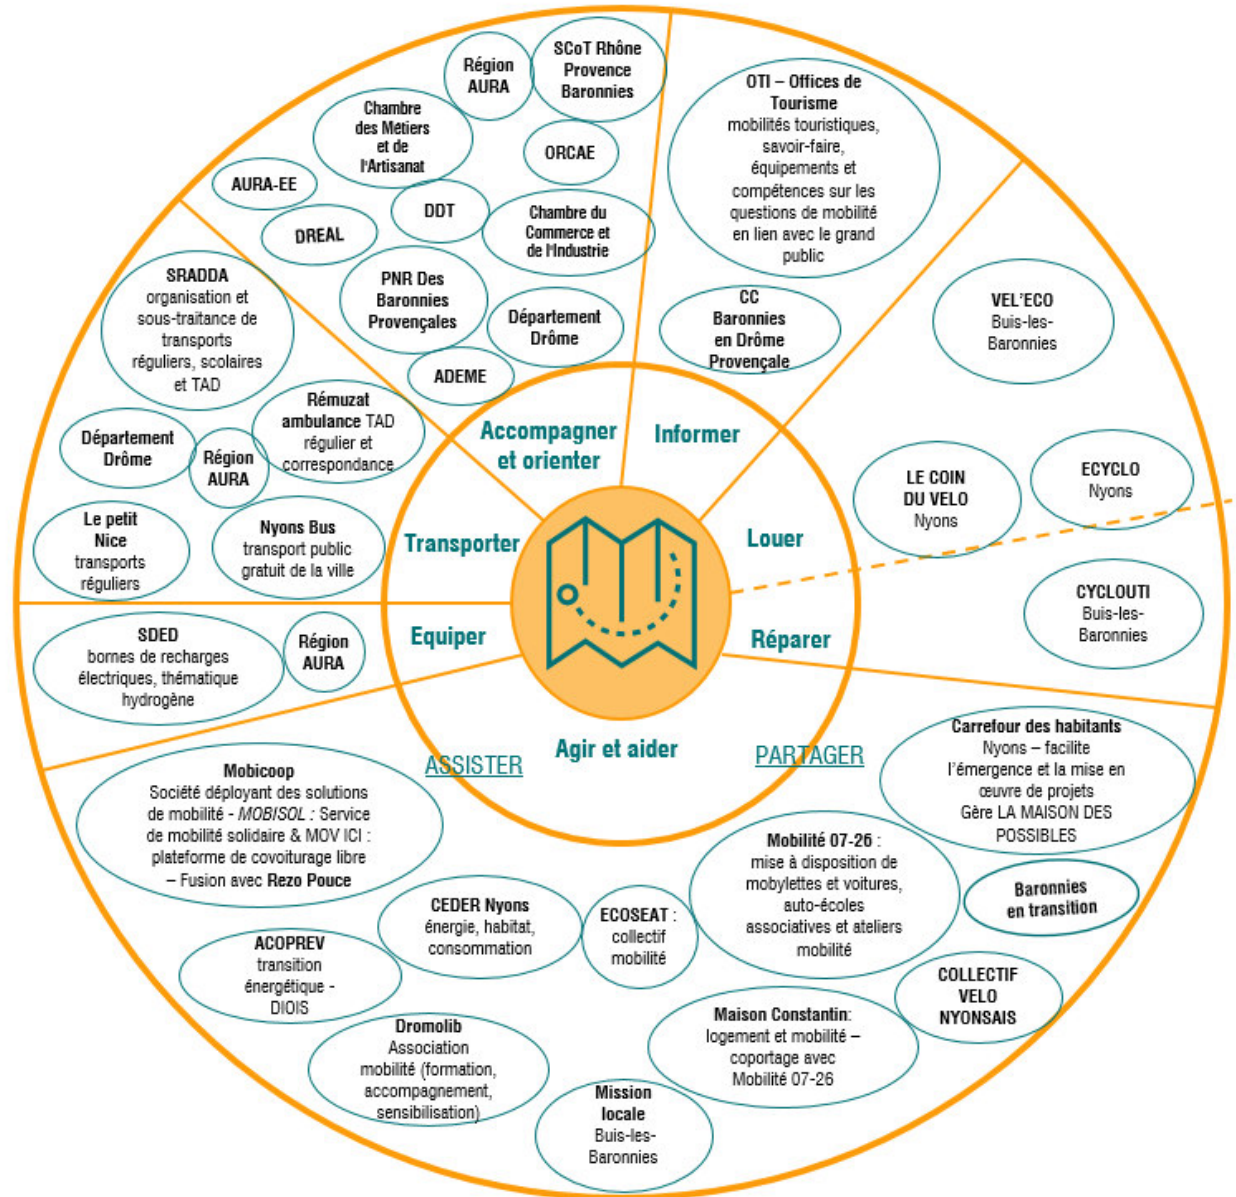 SCoT Rhône
Provence
Baronnies
Région
AURA
Chambre
des Métiers
et de
l'Artisanat
ORCAE
AURA-EE
DDT
DREAL
Chambre du
Commerce et
de l'Industrie
PNR Des
Baronnies
Provençales
Département
Drôme
ADEME
Accompagner
et orienter
OTI – Offices de
Tourisme
mobilités touristiques,
savoir-faire,
équipements et
compétences sur les
questions de mobilité
en lien avec le grand
public
CC
Baronnies
en Drôme
Provençale
Informer
VEL'ECO
Buis-les-
Baronnies
LE COIN
DU VELO
Nyons
ECYCLO
Nyons
Louer
CYCLOUTI
Buis-les-
Baronnies
Réparer
SRADDA
organisation et
sous-traitance de
transports
réguliers, scolaires
et TAD
Rémuzat
ambulance TAD
régulier et
correspondance
Département
Drôme
Région
AURA
Le petit
Nice
transports
réguliers
Nyons Bus
transport public
gratuit de la ville
Transporter
Equiper
SDED
bornes de recharges
électriques, thématique
hydrogène
Région
AURA
Agir et aider
ASSISTER
PARTAGER
Mobicoop
Société déployant des solutions
de mobilité - MOBISOL : Service
de mobilité solidaire & MOV ICI :
plateforme de covoiturage libre
– Fusion avec Rezo Pouce
Carrefour des habitants
Nyons – facilite
l'émergence et la mise en
œuvre de projets
Gère LA MAISON DES
POSSIBLES
Mobilité 07-26 :
mise à disposition de
mobylettes et voitures,
auto-écoles
associatives et ateliers
mobilité
Baronnies
en transition
CEDER Nyons
énergie, habitat,
consommation
ECOSEAT :
collectif
mobilité
ACOPREV
transition
énergétique -
DIOIS
COLLECTIF
VELO
NYONSAIS
Maison Constantin:
logement et mobilité –
coportage avec
Mobilité 07-26
Dromolib
Association
mobilité (formation,
accompagnement,
sensibilisation)
Mission
locale
Buis-les-
Baronnies